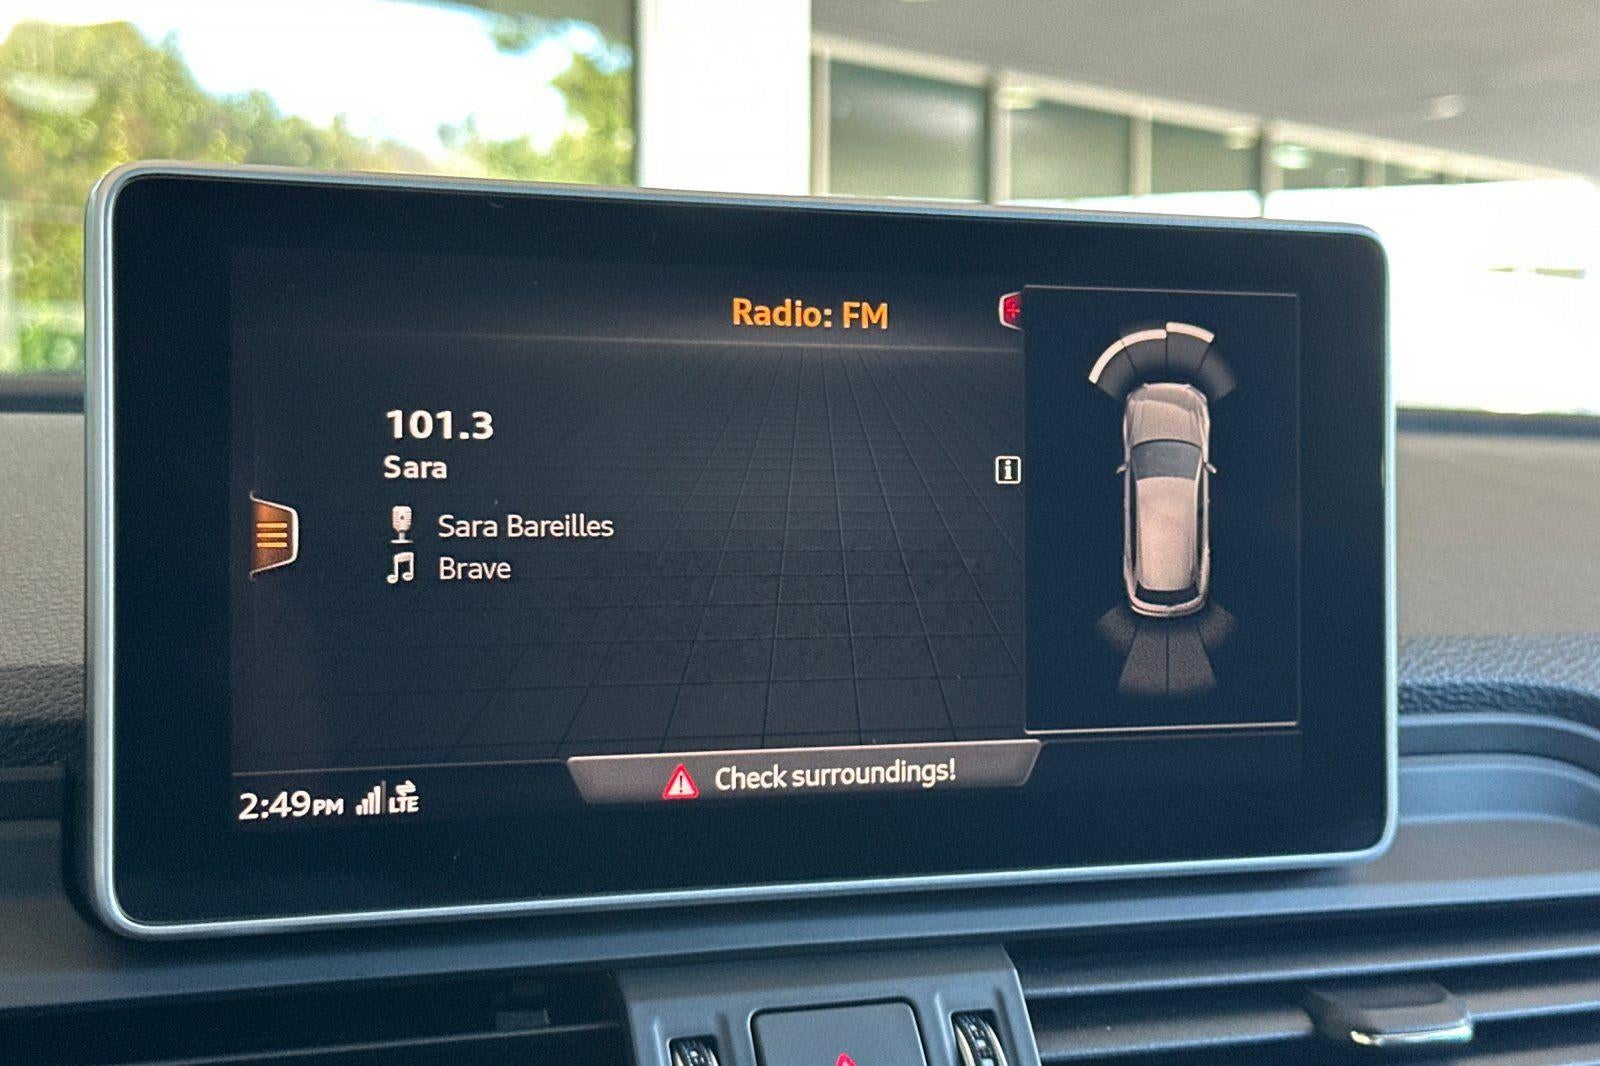 Radio: FM
101.3
Sara
Sara Bareilles
Brave
Check surroundings!
2:49PM LTE